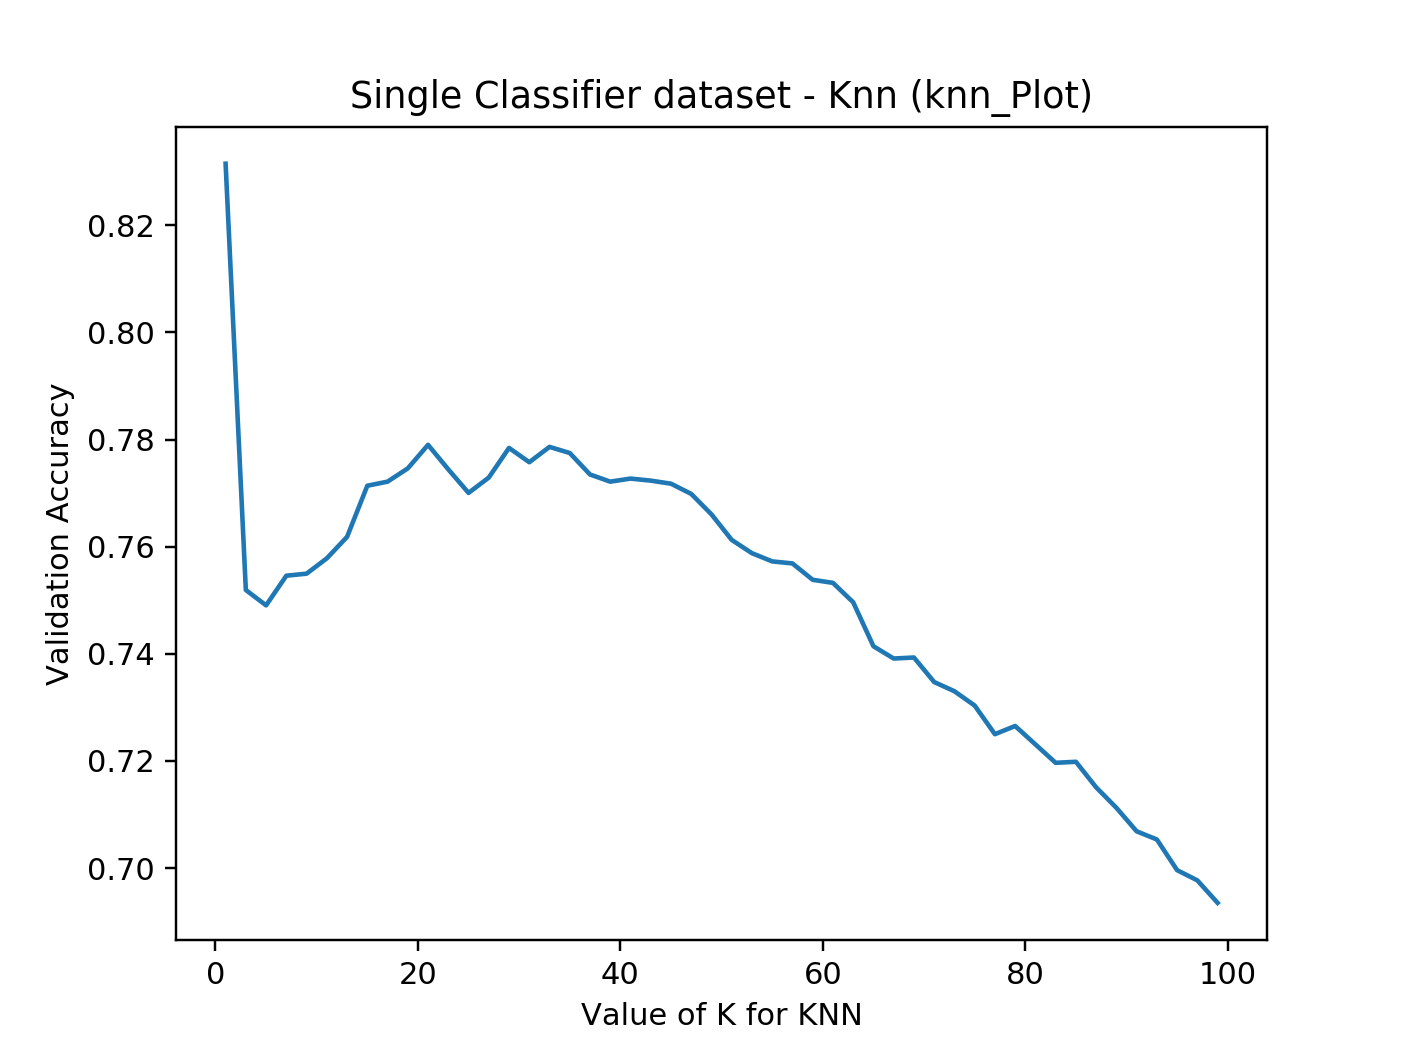 Single Classifier dataset - Knn (knn_Plot)
Validation Accuracy
0.82
0.80
0.78
0.76
0.74
0.72
0.70
0 20 40 60 80 100
Value of K for KNN